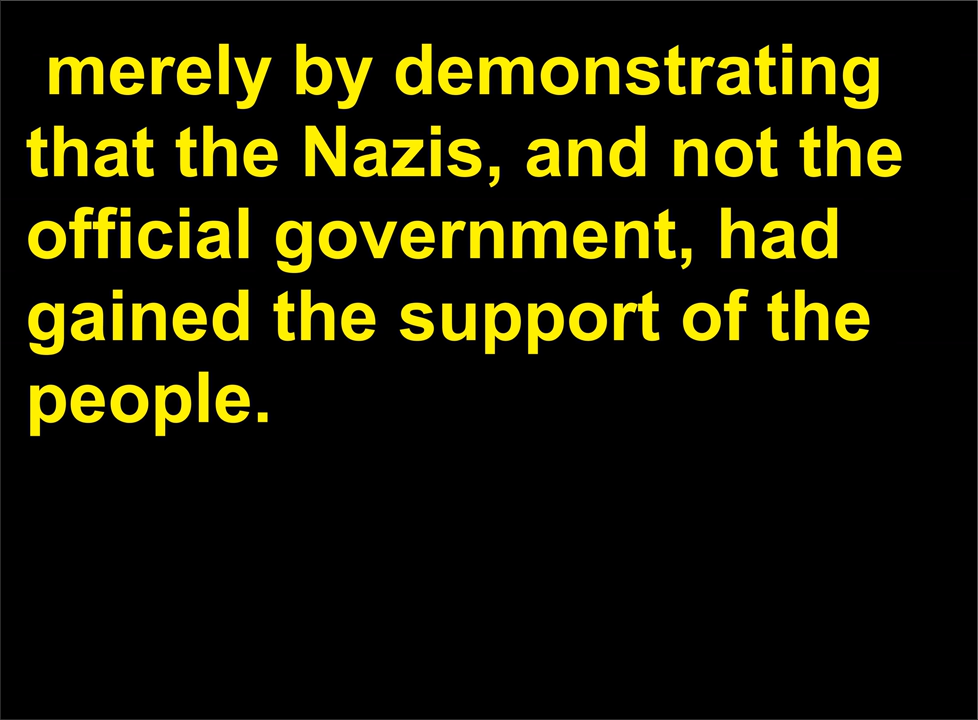 merely by demonstrating
that the Nazis, and not the
official government, had
gained the support of the
people.